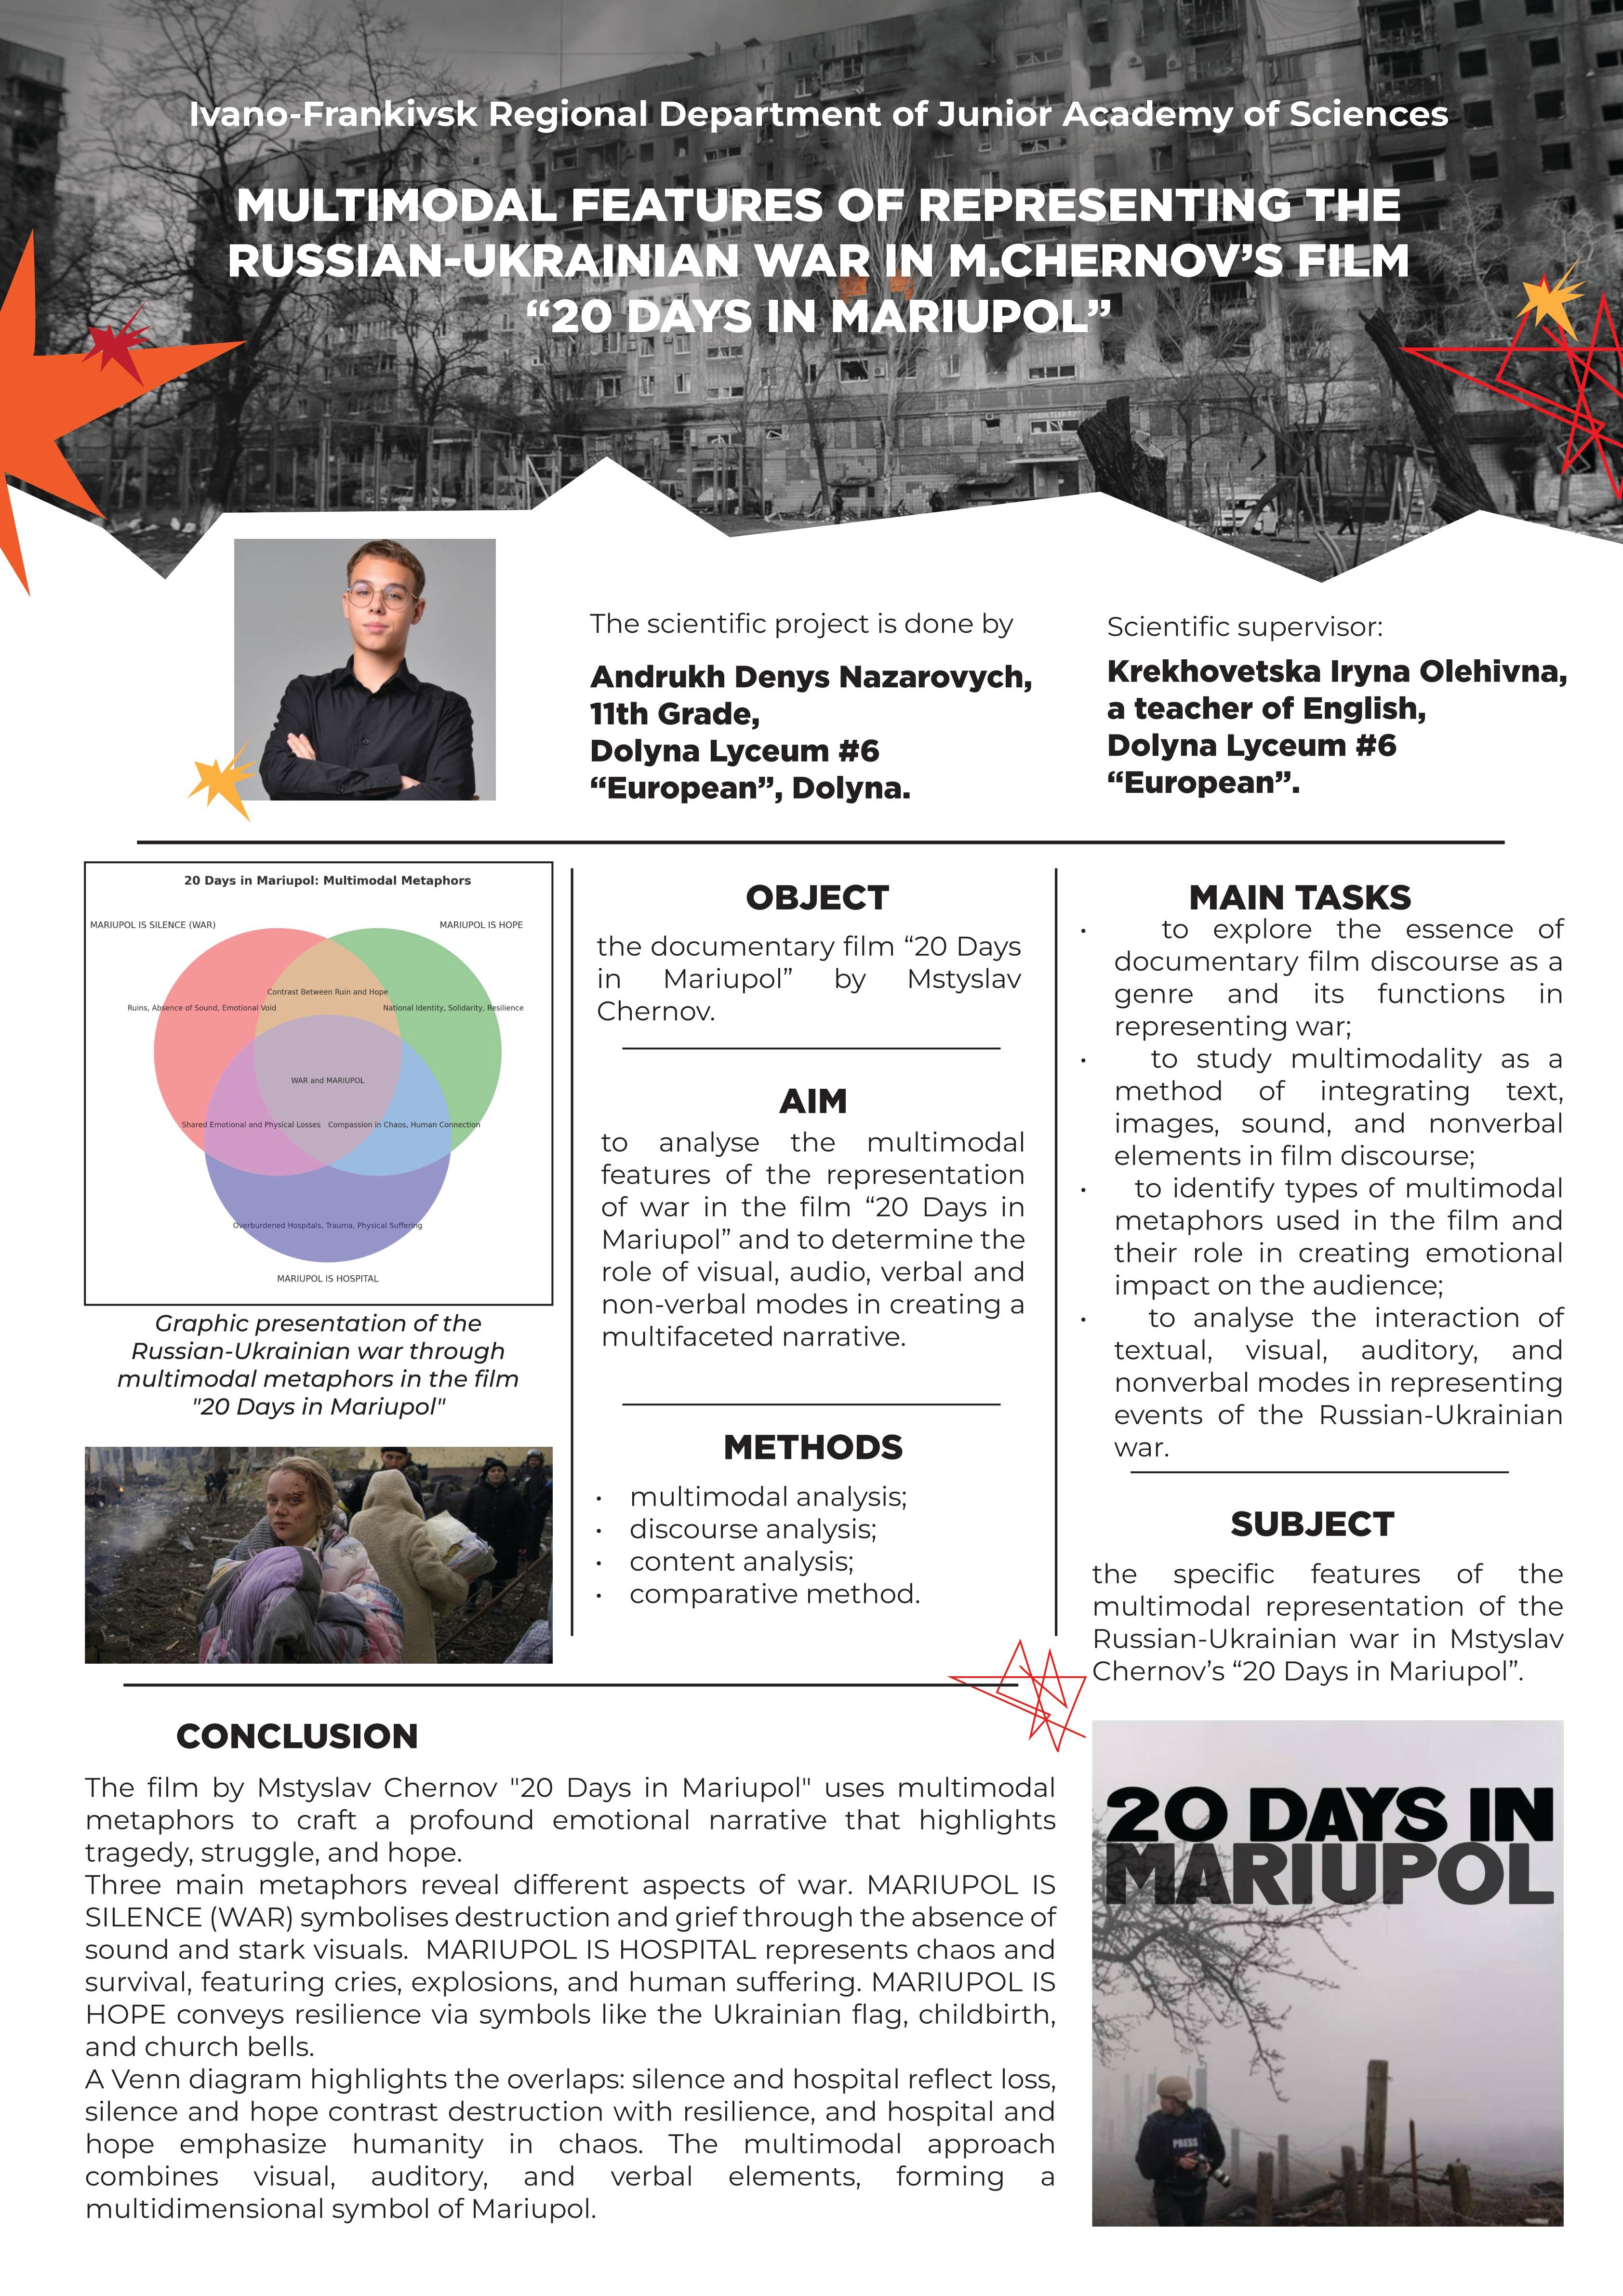 Ivano-Frankivsk Regional Department of Junior Academy of Sciences
MULTIMODAL FEATURES OF REPRESENTING THE
RUSSIAN-UKRAINIAN WAR IN M.CHERNOV’S FILM
“20 DAYS IN MARIUPOL”
The scientific project is done by
Andrukh Denys Nazarovych,
11th Grade,
Dolyna Lyceum #6
“European”, Dolyna.
Scientific supervisor:
Krekhovetska Iryna Olehivna,
a teacher of English,
Dolyna Lyceum #6
“European”.
20 Days in Mariupol: Multimodal Metaphors
MARIUPOL IS SILENCE (WAR)
MARIUPOL IS HOPE
Contrast Between Ruin and Hope
Ruins, Absence of Sound, Emotional Void
National Identity, Solidarity, Resilience
WAR and MARIUPOL
Shared Emotional and Physical Losses
Compassion in Chaos, Human Connection
Overburdened Hospitals, Trauma, Physical Suffering
MARIUPOL IS HOSPITAL
Graphic presentation of the
Russian-Ukrainian war through
multimodal metaphors in the film
"20 Days in Mariupol"
OBJECT
the documentary film “20 Days
in Mariupol” by Mstyslav
Chernov.
AIM
to analyse the multimodal
features of the representation
of war in the film “20 Days in
Mariupol” and to determine the
role of visual, audio, verbal and
non-verbal modes in creating a
multifaceted narrative.
METHODS
• multimodal analysis;
• discourse analysis;
• content analysis;
• comparative method.
MAIN TASKS
• to explore the essence of
documentary film discourse as a
genre and its functions in
representing war;
• to study multimodality as a
method of integrating text,
images, sound, and nonverbal
elements in film discourse;
• to identify types of multimodal
metaphors used in the film and
their role in creating emotional
impact on the audience;
• to analyse the interaction of
textual, visual, auditory, and
nonverbal modes in representing
events of the Russian-Ukrainian
war.
SUBJECT
the specific features of the
multimodal representation of the
Russian-Ukrainian war in Mstyslav
Chernov’s “20 Days in Mariupol”.
CONCLUSION
The film by Mstyslav Chernov "20 Days in Mariupol" uses multimodal
metaphors to craft a profound emotional narrative that highlights
tragedy, struggle, and hope.
Three main metaphors reveal different aspects of war. MARIUPOL IS
SILENCE (WAR) symbolises destruction and grief through the absence of
sound and stark visuals. MARIUPOL IS HOSPITAL represents chaos and
survival, featuring cries, explosions, and human suffering. MARIUPOL IS
HOPE conveys resilience via symbols like the Ukrainian flag, childbirth,
and church bells.
A Venn diagram highlights the overlaps: silence and hospital reflect loss,
silence and hope contrast destruction with resilience, and hospital and
hope emphasize humanity in chaos. The multimodal approach
combines visual, auditory, and verbal elements, forming a
multidimensional symbol of Mariupol.
20 DAYS IN
MARIUPOL
PRESS